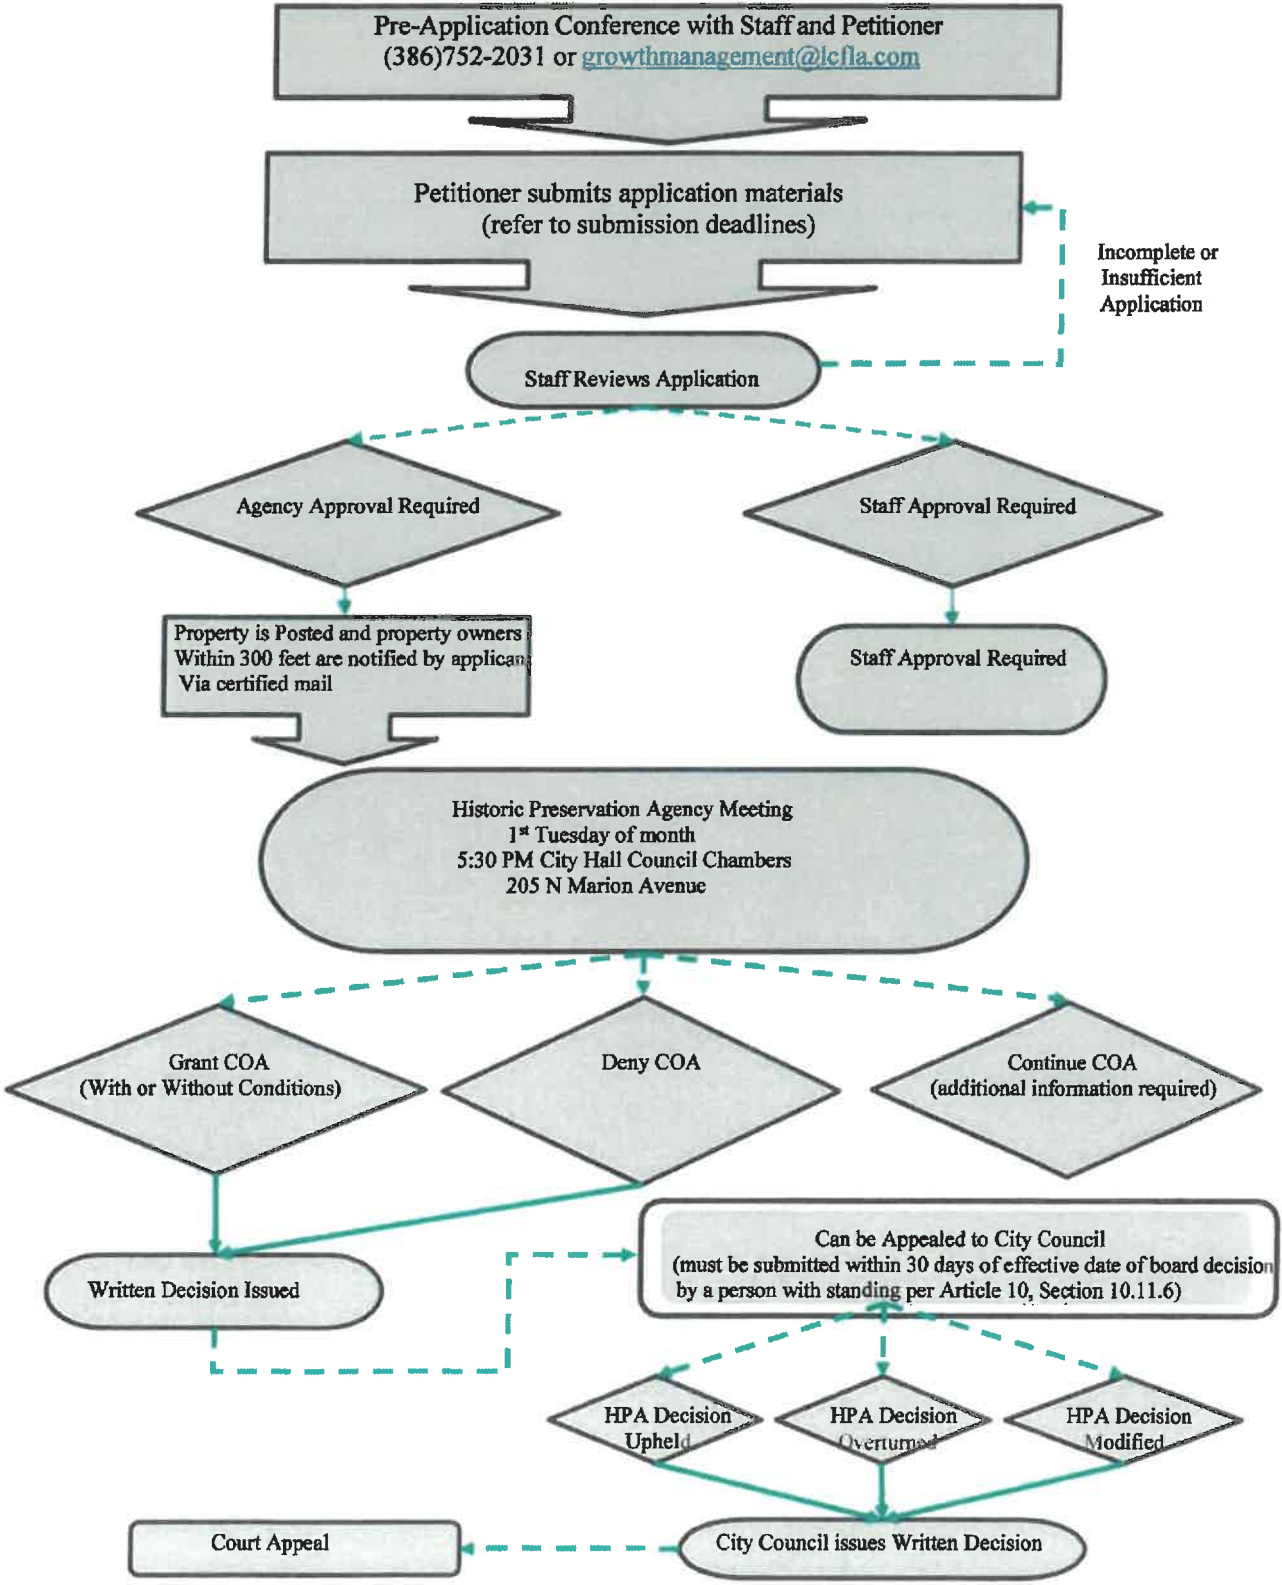 Pre-Application Conference with Staff and Petitioner
(386)752-2031 or growthmanagement@lcfla.com
Petitioner submits application materials
(refer to submission deadlines)
Incomplete or
Insufficient
Application
Staff Reviews Application
Agency Approval Required
Staff Approval Required
Property is Posted and property owners
Within 300 feet are notified by applican
Via certified mail
Staff Approval Required
Historic Preservation Agency Meeting
1st Tuesday of month
5:30 PM City Hall Council Chambers
205 N Marion Avenue
Grant COA
(With or Without Conditions)
Deny COA
Continue COA
(additional information required)
Written Decision Issued
Can be Appealed to City Council
(must be submitted within 30 days of effective date of board decision
by a person with standing per Article 10, Section 10.11.6)
HPA Decision
Upheld
HPA Decision
Overturned
HPA Decision
Modified
Court Appeal
City Council issues Written Decision